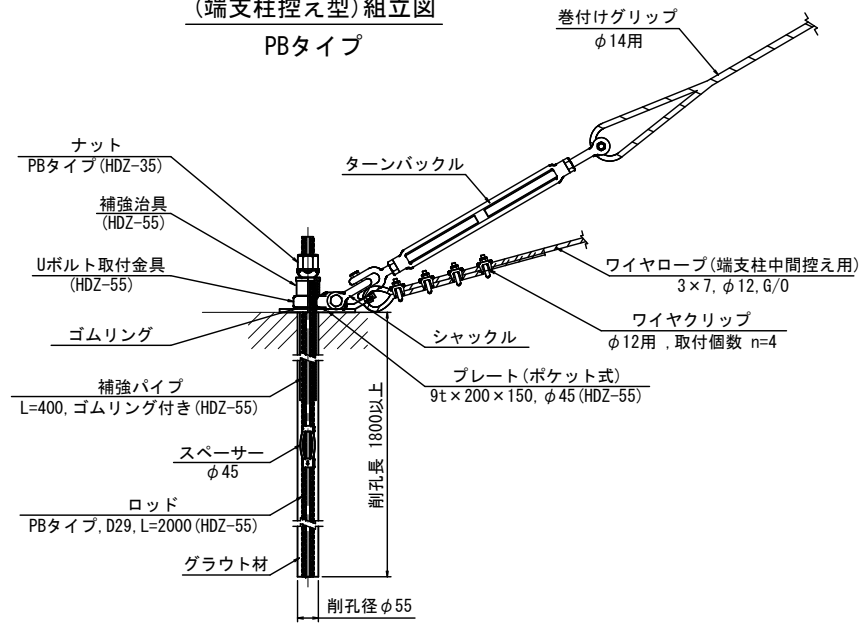 (端支柱控え型)組立図
PBタイプ
巻付けグリップ
φ14用
ナット
PBタイプ(HDZ-35)
ターンバックル
補強治具
(HDZ-55)
Uボルト取付金具
(HDZ-55)
ワイヤロープ(端支柱中間控え用)
3×7, φ12, G/O
ゴムリング
シャックル
ワイヤクリップ
φ12用 , 取付個数 n=4
補強パイプ
L=400, ゴムリング付き(HDZ-55)
プレート(ポケット式)
9t×200×150, φ45(HDZ-55)
スペーサー
φ45
削孔長 1800以上
ロッド
PBタイプ, D29, L=2000(HDZ-55)
グラウト材
削孔径φ55